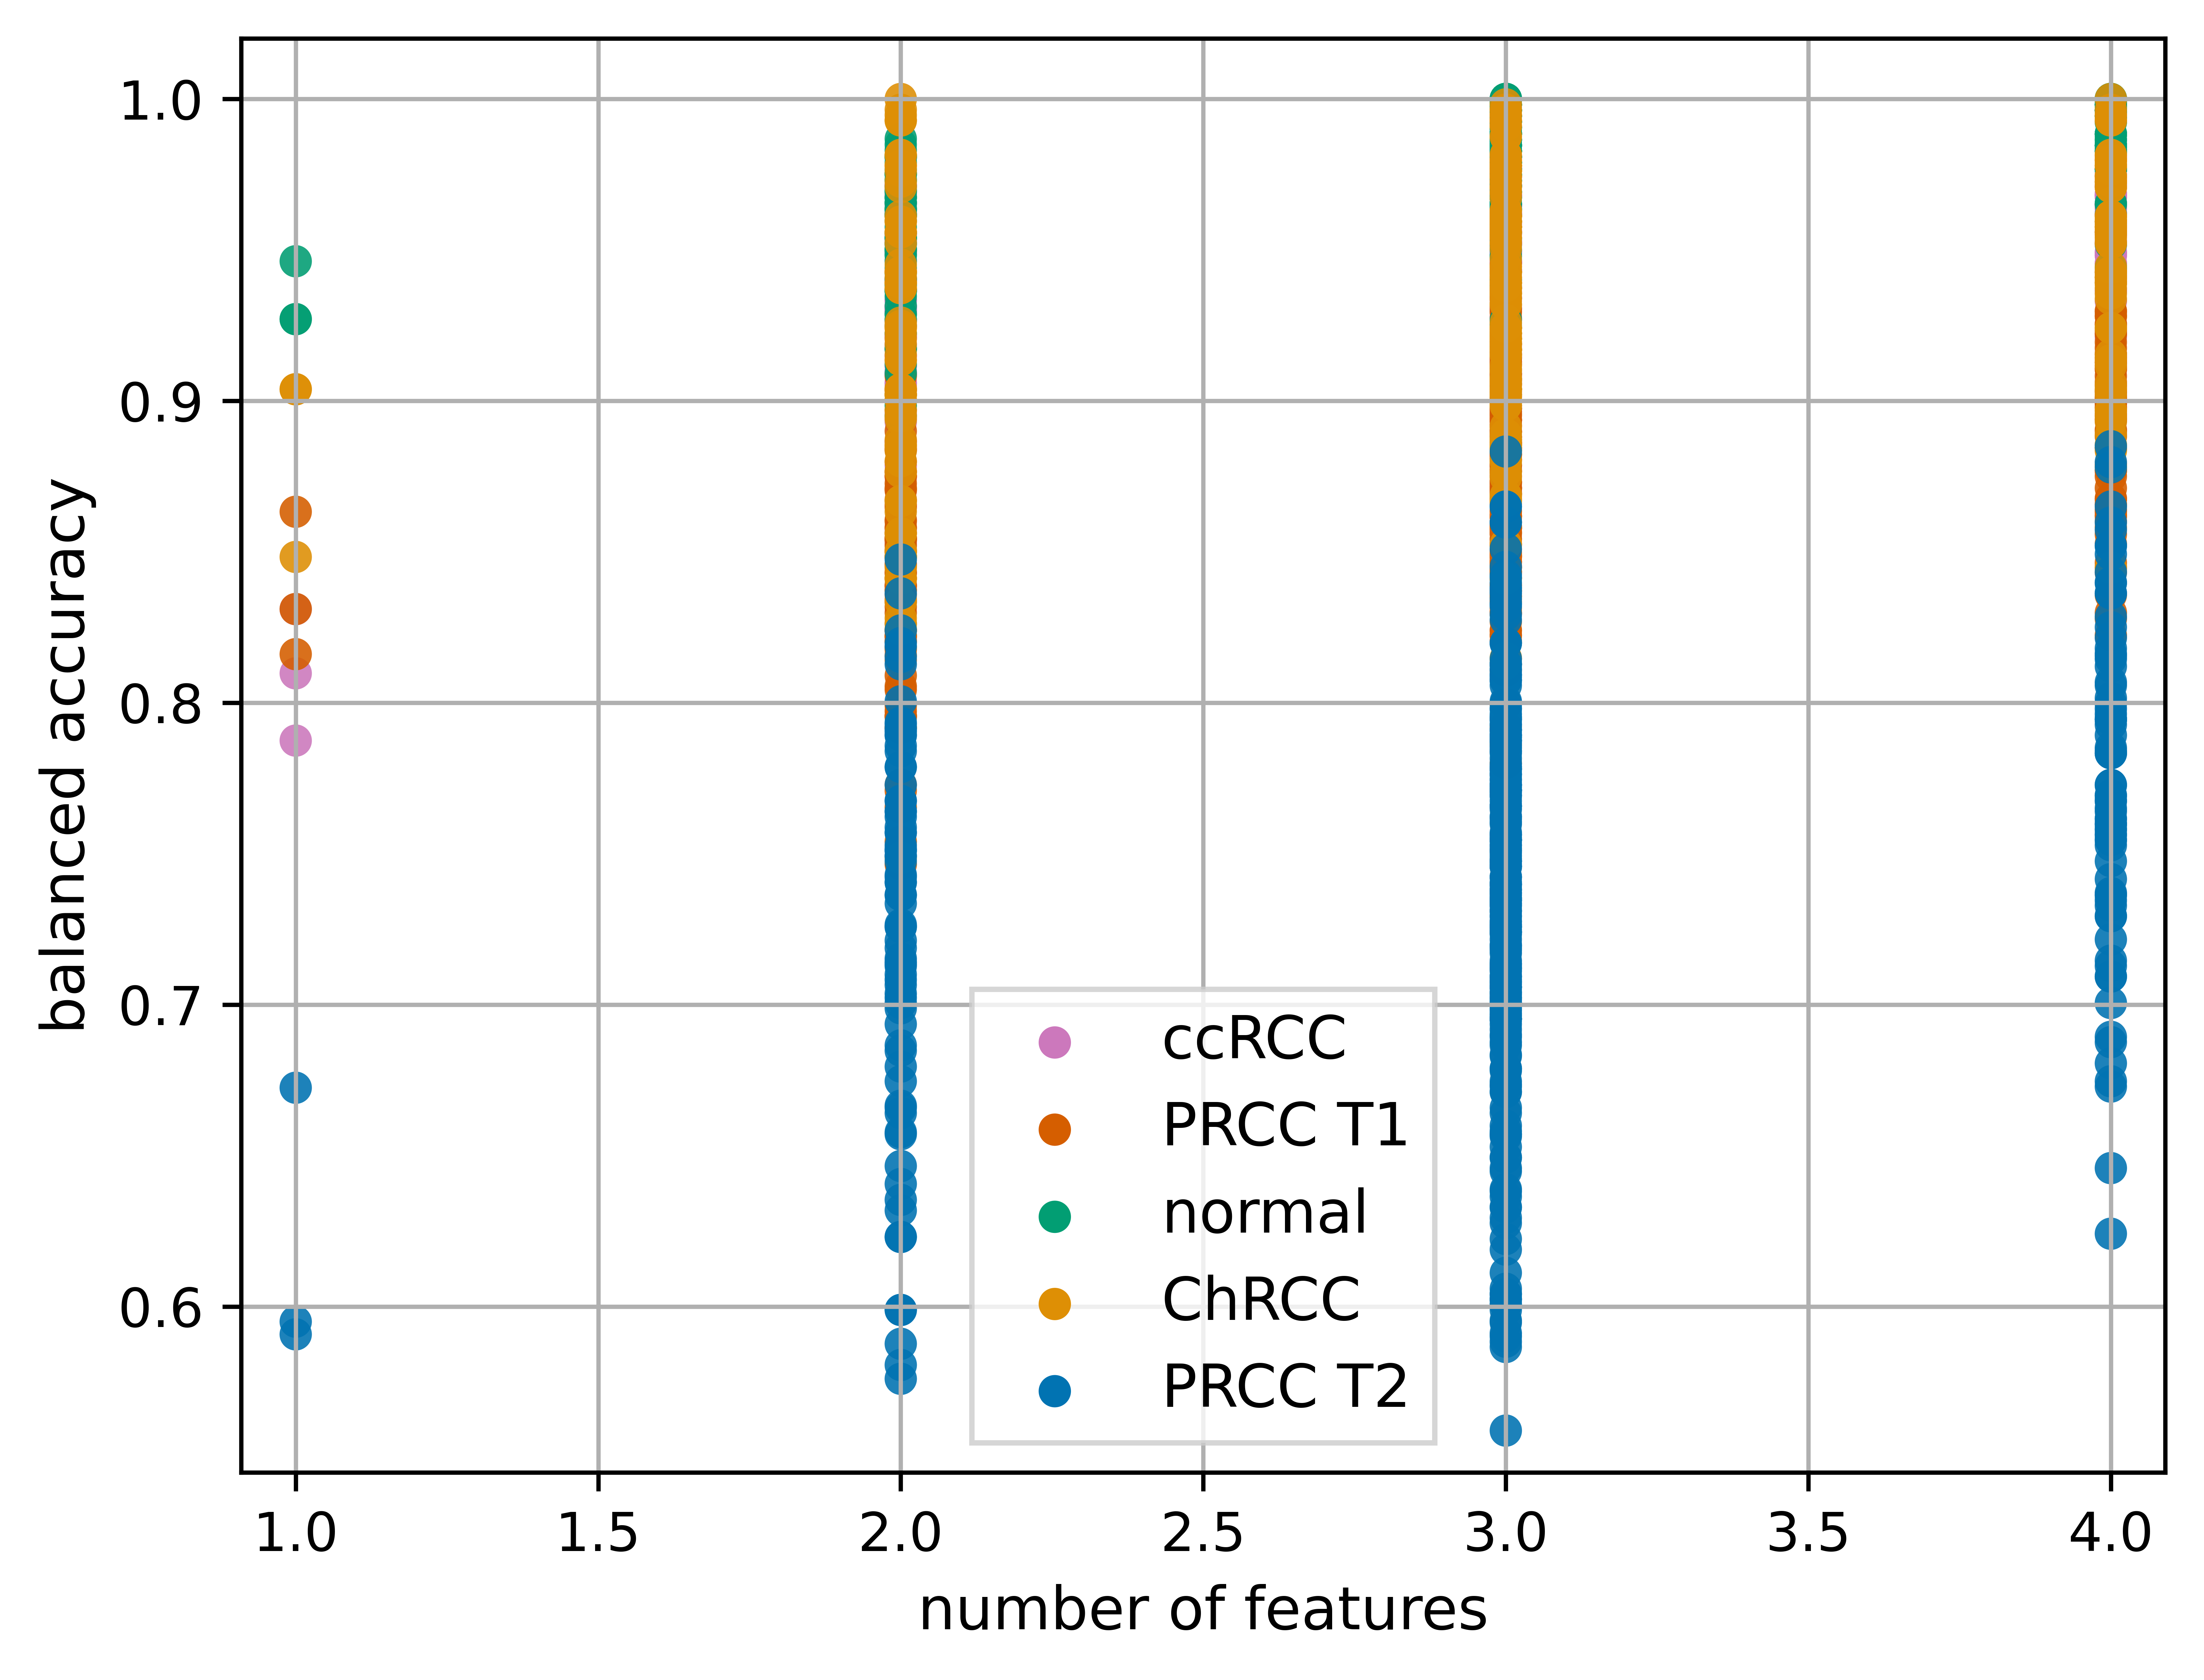 balanced accuracy
1.0
0.9
0.8
0.7
0.6
ccRCC
PRCC T1
normal
ChRCC
PRCC T2
1.0 1.5 2.0 2.5 3.0 3.5 4.0
number of features